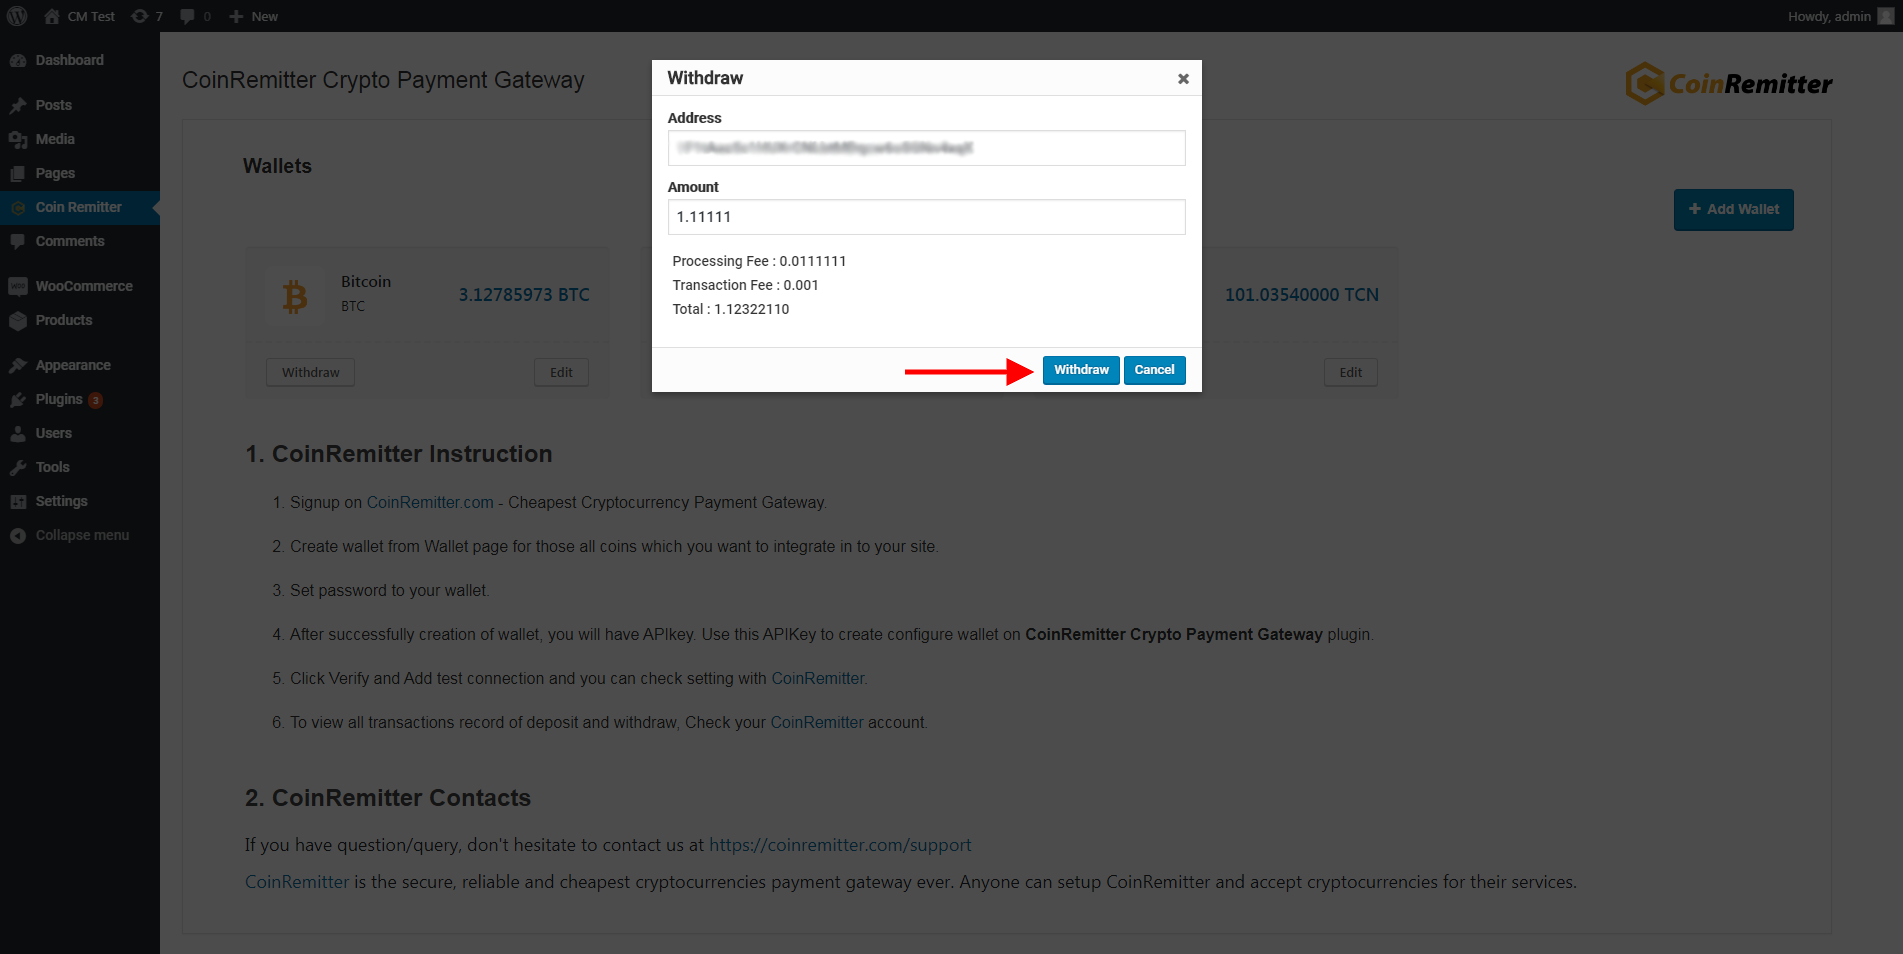 CM Test 7 0 New Howdy, admin
Dashboard
Posts
Media
Pages
Coin Remitter
Comments
WooCommerce
Products
Appearance
Plugins 3
Users
Tools
Settings
Collapse menu
CoinRemitter Crypto Payment Gateway
CoinRemitter
Wallets
Add Wallet
Bitcoin
BTC
3.12785973 BTC
Withdraw Edit
101.03540000 TCN
Edit
Withdraw
Address
Amount
1.11111
Processing Fee : 0.0111111
Transaction Fee : 0.001
Total : 1.12322110
Withdraw Cancel
1. CoinRemitter Instruction
1. Signup on CoinRemitter.com - Cheapest Cryptocurrency Payment Gateway.
2. Create wallet from Wallet page for those all coins which you want to integrate in to your site.
3. Set password to your wallet.
4. After successfully creation of wallet, you will have APIkey. Use this APIKey to create configure wallet on CoinRemitter Crypto Payment Gateway plugin.
5. Click Verify and Add test connection and you can check setting with CoinRemitter.
6. To view all transactions record of deposit and withdraw, Check your CoinRemitter account.
2. CoinRemitter Contacts
If you have question/query, don't hesitate to contact us at https://coinremitter.com/support
CoinRemitter is the secure, reliable and cheapest cryptocurrencies payment gateway ever. Anyone can setup CoinRemitter and accept cryptocurrencies for their services.